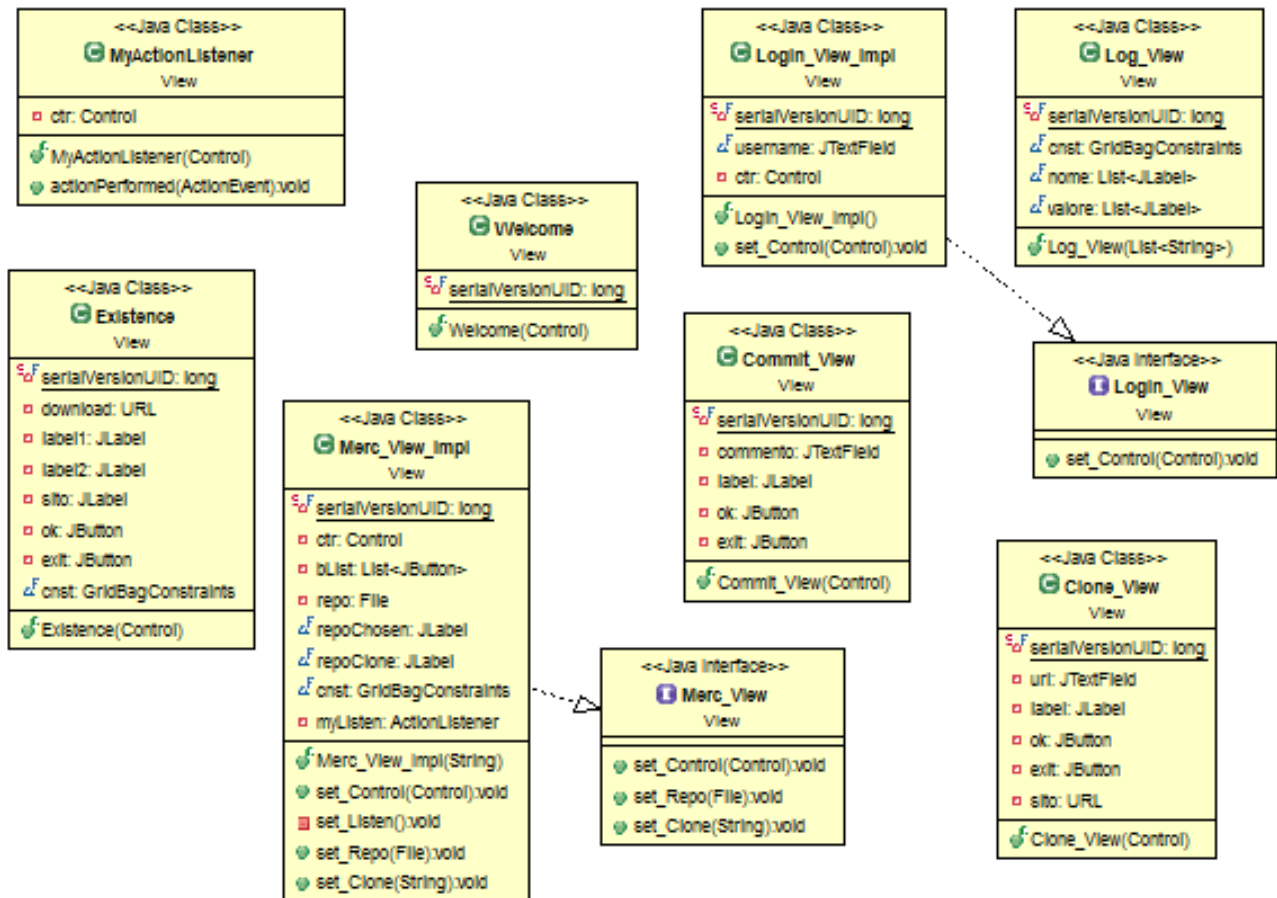 <<Java Class>>
MyActionListener
View
ctr: Control
MyActionListener(Control)
actionPerformed(ActionEvent):void
<<Java Class>>
Login_View_Impl
View
serialVersionUID: long
username: JTextField
ctr: Control
Login_View_Impl()
set_Control(Control):void
<<Java Class>>
Log_View
View
serialVersionUID: long
cnst: GridBagConstraints
nome: List<JLabel>
valore: List<JLabel>
Log_View(List<String>)
<<Java Class>>
Welcome
View
serialVersionUID: long
Welcome(Control)
<<Java Class>>
Existence
View
serialVersionUID: long
download: URL
label1: JLabel
label2: JLabel
sito: JLabel
ok: JButton
exit: JButton
cnst: GridBagConstraints
Existence(Control)
<<Java Class>>
Commit_View
View
serialVersionUID: long
commento: JTextField
label: JLabel
ok: JButton
exit: JButton
Commit_View(Control)
<<Java Interface>>
Login_View
View
set_Control(Control):void
<<Java Class>>
Merc_View_Impl
View
serialVersionUID: long
ctr: Control
bList: List<JButton>
repo: File
repoChosen: JLabel
repoClone: JLabel
cnst: GridBagConstraints
myListen: ActionListener
Merc_View_Impl(String)
set_Control(Control):void
set_Listen():void
set_Repo(File):void
set_Clone(String):void
<<Java Interface>>
Merc_View
View
set_Control(Control):void
set_Repo(File):void
set_Clone(String):void
<<Java Class>>
Clone_View
View
serialVersionUID: long
url: JTextField
label: JLabel
ok: JButton
exit: JButton
sito: URL
Clone_View(Control)